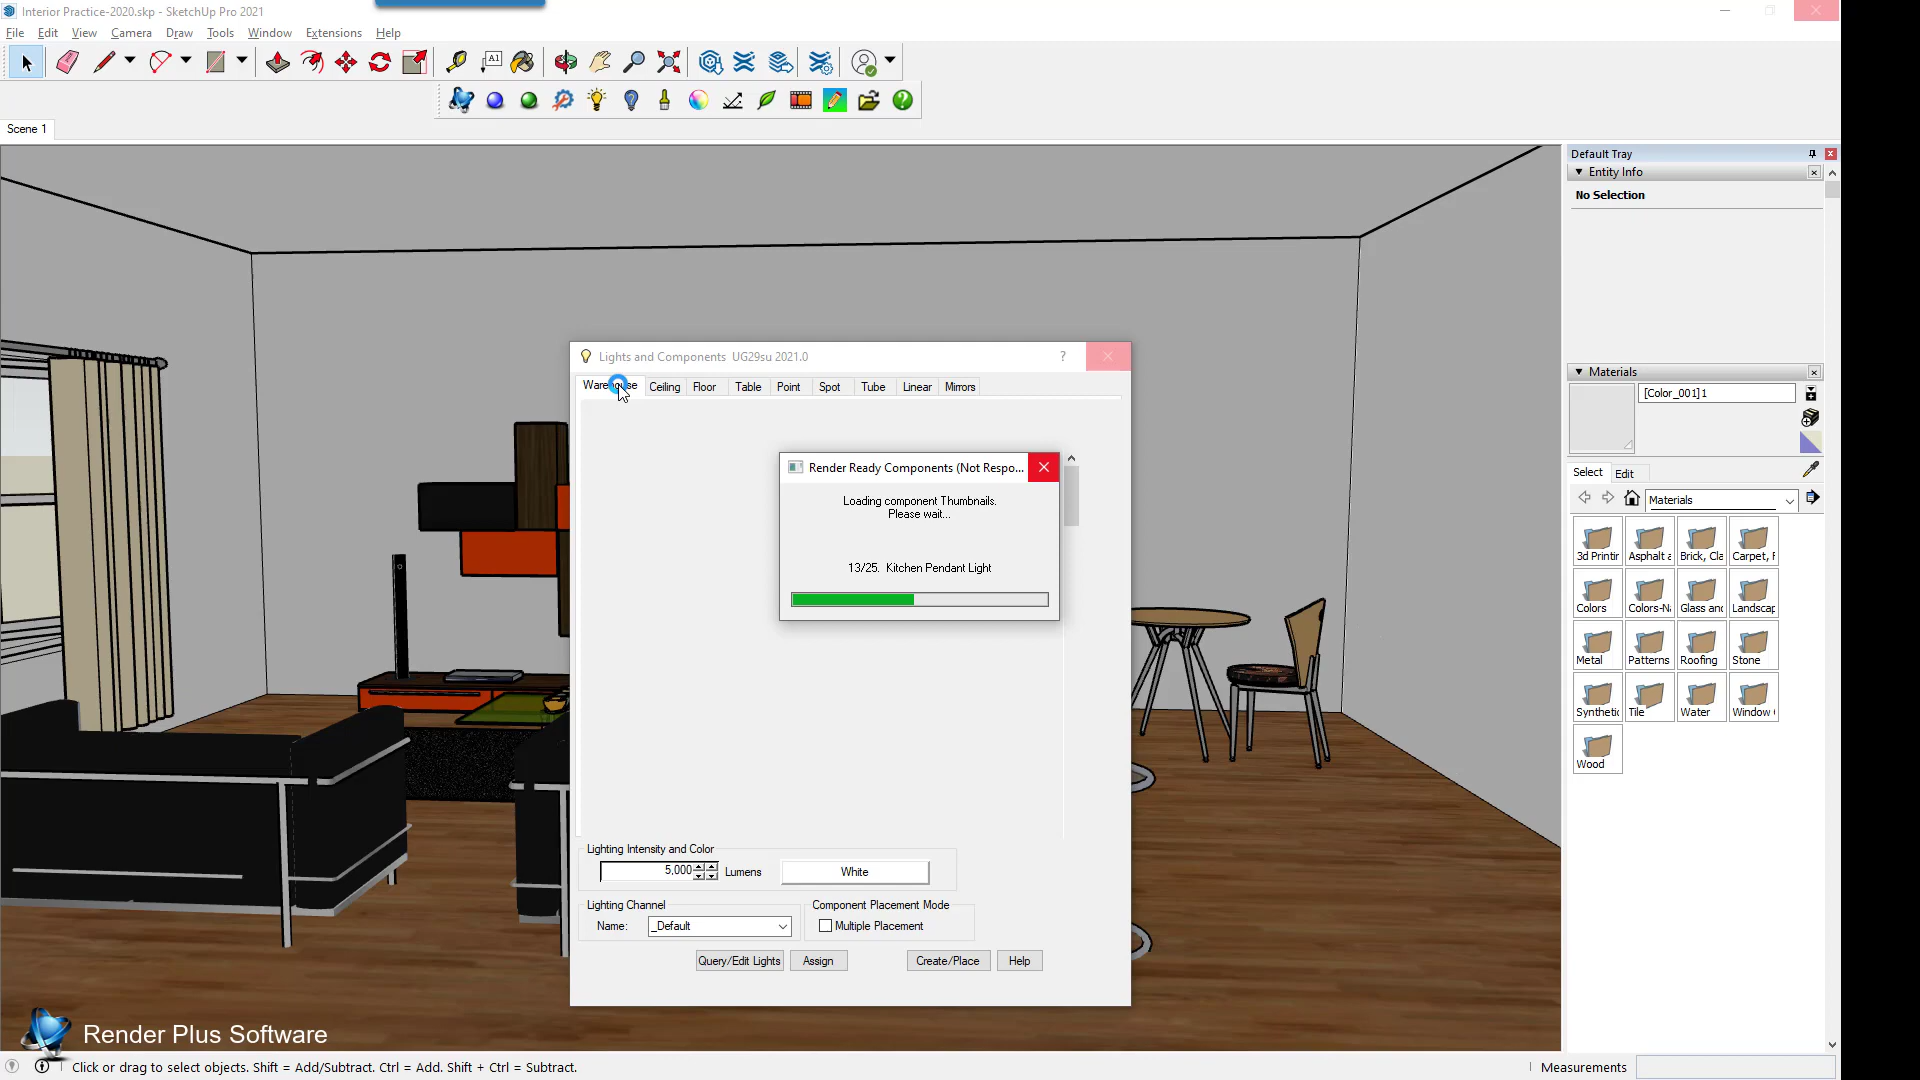 Interior Practice-2020.skp - SketchUp Pro 2021
File Edit View Camera Draw Tools Window Extensions Help
A1
Scene 1
Default Tray
Entity Info
No Selection
Lights and Components UG29su 2021.0
?
Warehouse Ceiling Floor Table Point Spot Tube Linear Mirrors
Render Ready Components (Not Respo...
Loading component Thumbnails.
Please wait...
13/25. Kitchen Pendant Light
Materials
[Color_001]1
Select Edit
Materials
3d Printin Asphalt a Brick, Cla Carpet, F
Colors Colors-Na Glass and Landscap
Metal Patterns Roofing Stone
Synthetic Tile Water Window
Wood
Lighting Intensity and Color
5,000 Lumens White
Lighting Channel Component Placement Mode
Name: _Default Multiple Placement
Query/Edit Lights Assign Create/Place Help
Render Plus Software
Click or drag to select objects. Shift = Add/Subtract. Ctrl = Add. Shift + Ctrl = Subtract.
Measurements